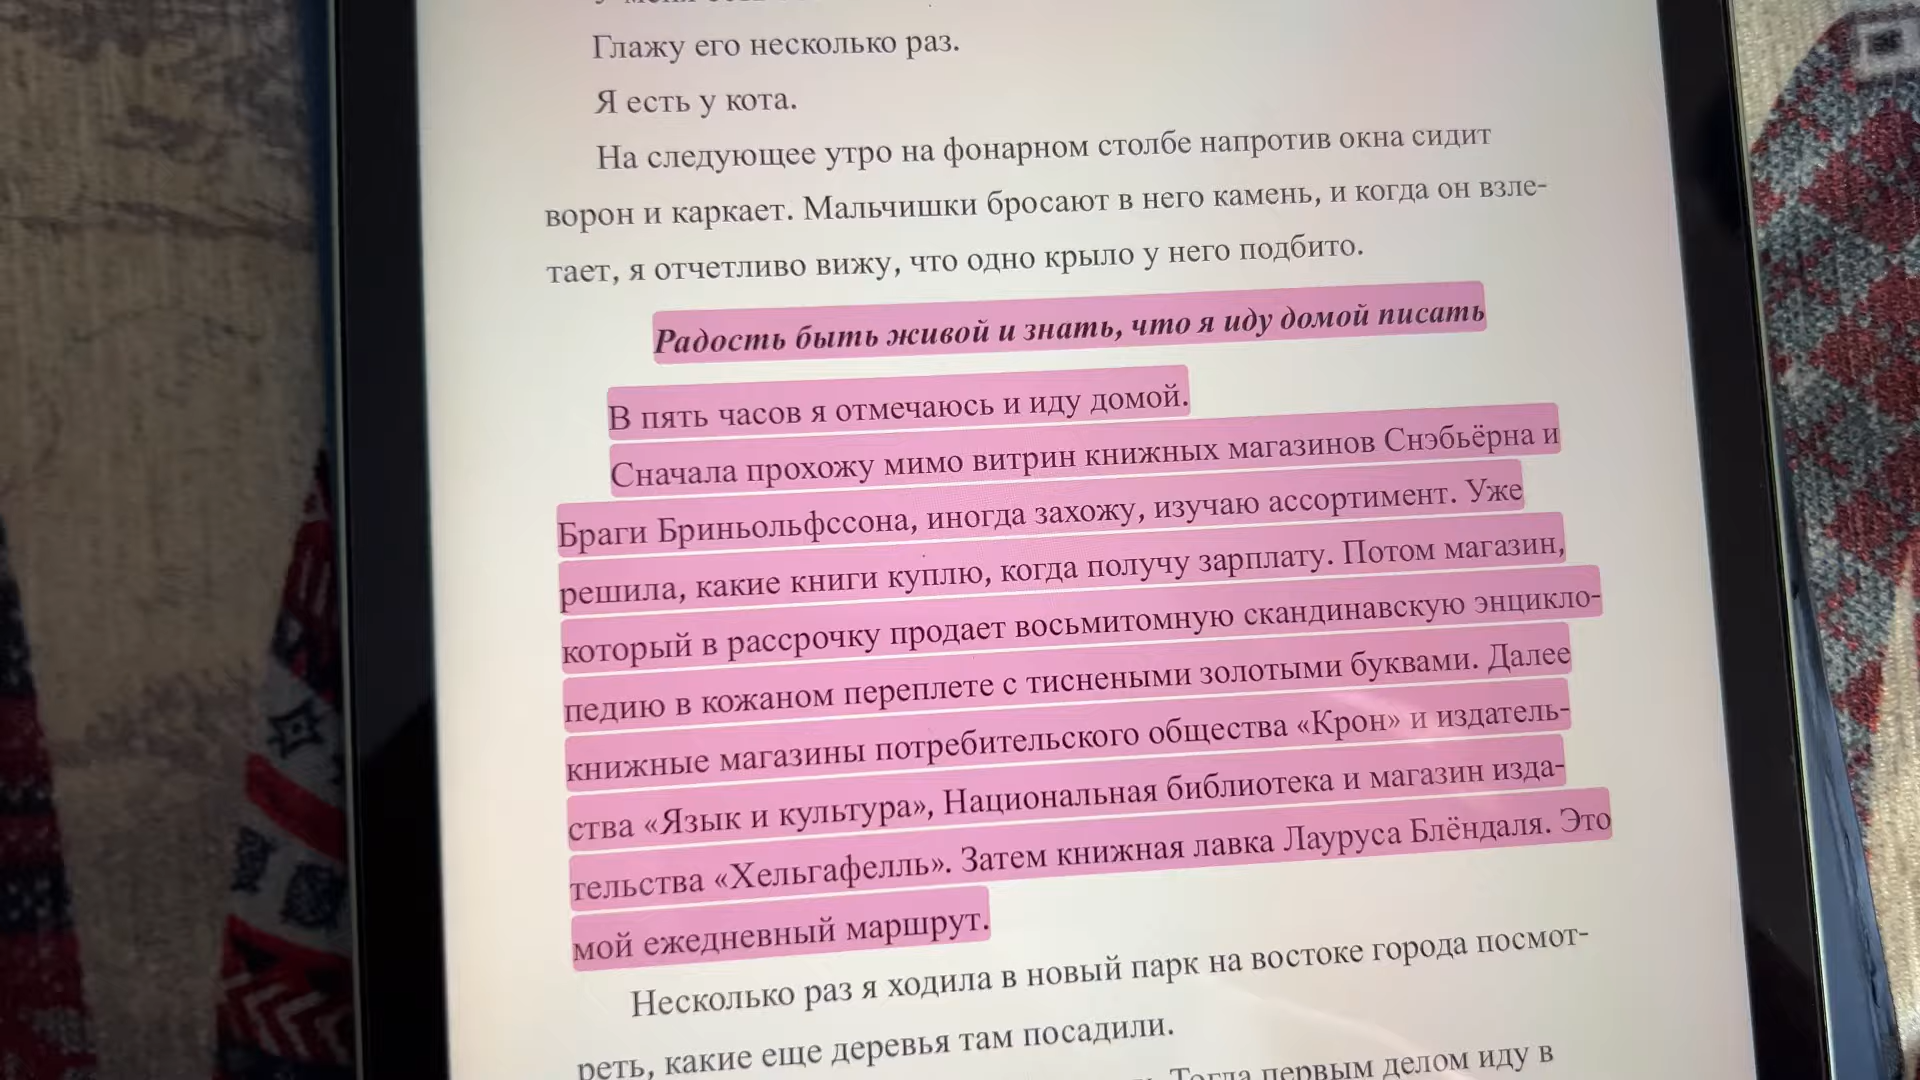 Глажу его несколько раз.
Я есть у кота.
На следующее утро на фонарном столбе напротив окна сидит
ворон и каркает. Мальчишки бросают в него камень, и когда он взле-
тает, я отчетливо вижу, что одно крыло у него подбито.
Радость быть живой и знать, что я иду домой писать
В пять часов я отмечаюсь и иду домой.
Сначала прохожу мимо витрин книжных магазинов Снэбьёрна и
Браги Бриньольфссона, иногда захожу, изучаю ассортимент. Уже
решила, какие книги куплю, когда получу зарплату. Потом магазин,
который в рассрочку продает восьмитомную скандинавскую энцикло-
педию в кожаном переплете с тиснеными золотыми буквами. Далее
книжные магазины потребительского общества «Крон» и издатель-
ства «Язык и культура», Национальная библиотека и магазин изда-
тельства «Хельгафелль». Затем книжная лавка Лауруса Блёндаля. Это
мой ежедневный маршрут.
Несколько раз я ходила в новый парк на востоке города посмот-
реть, какие еще деревья там посадили.
Тогда первым делом иду в